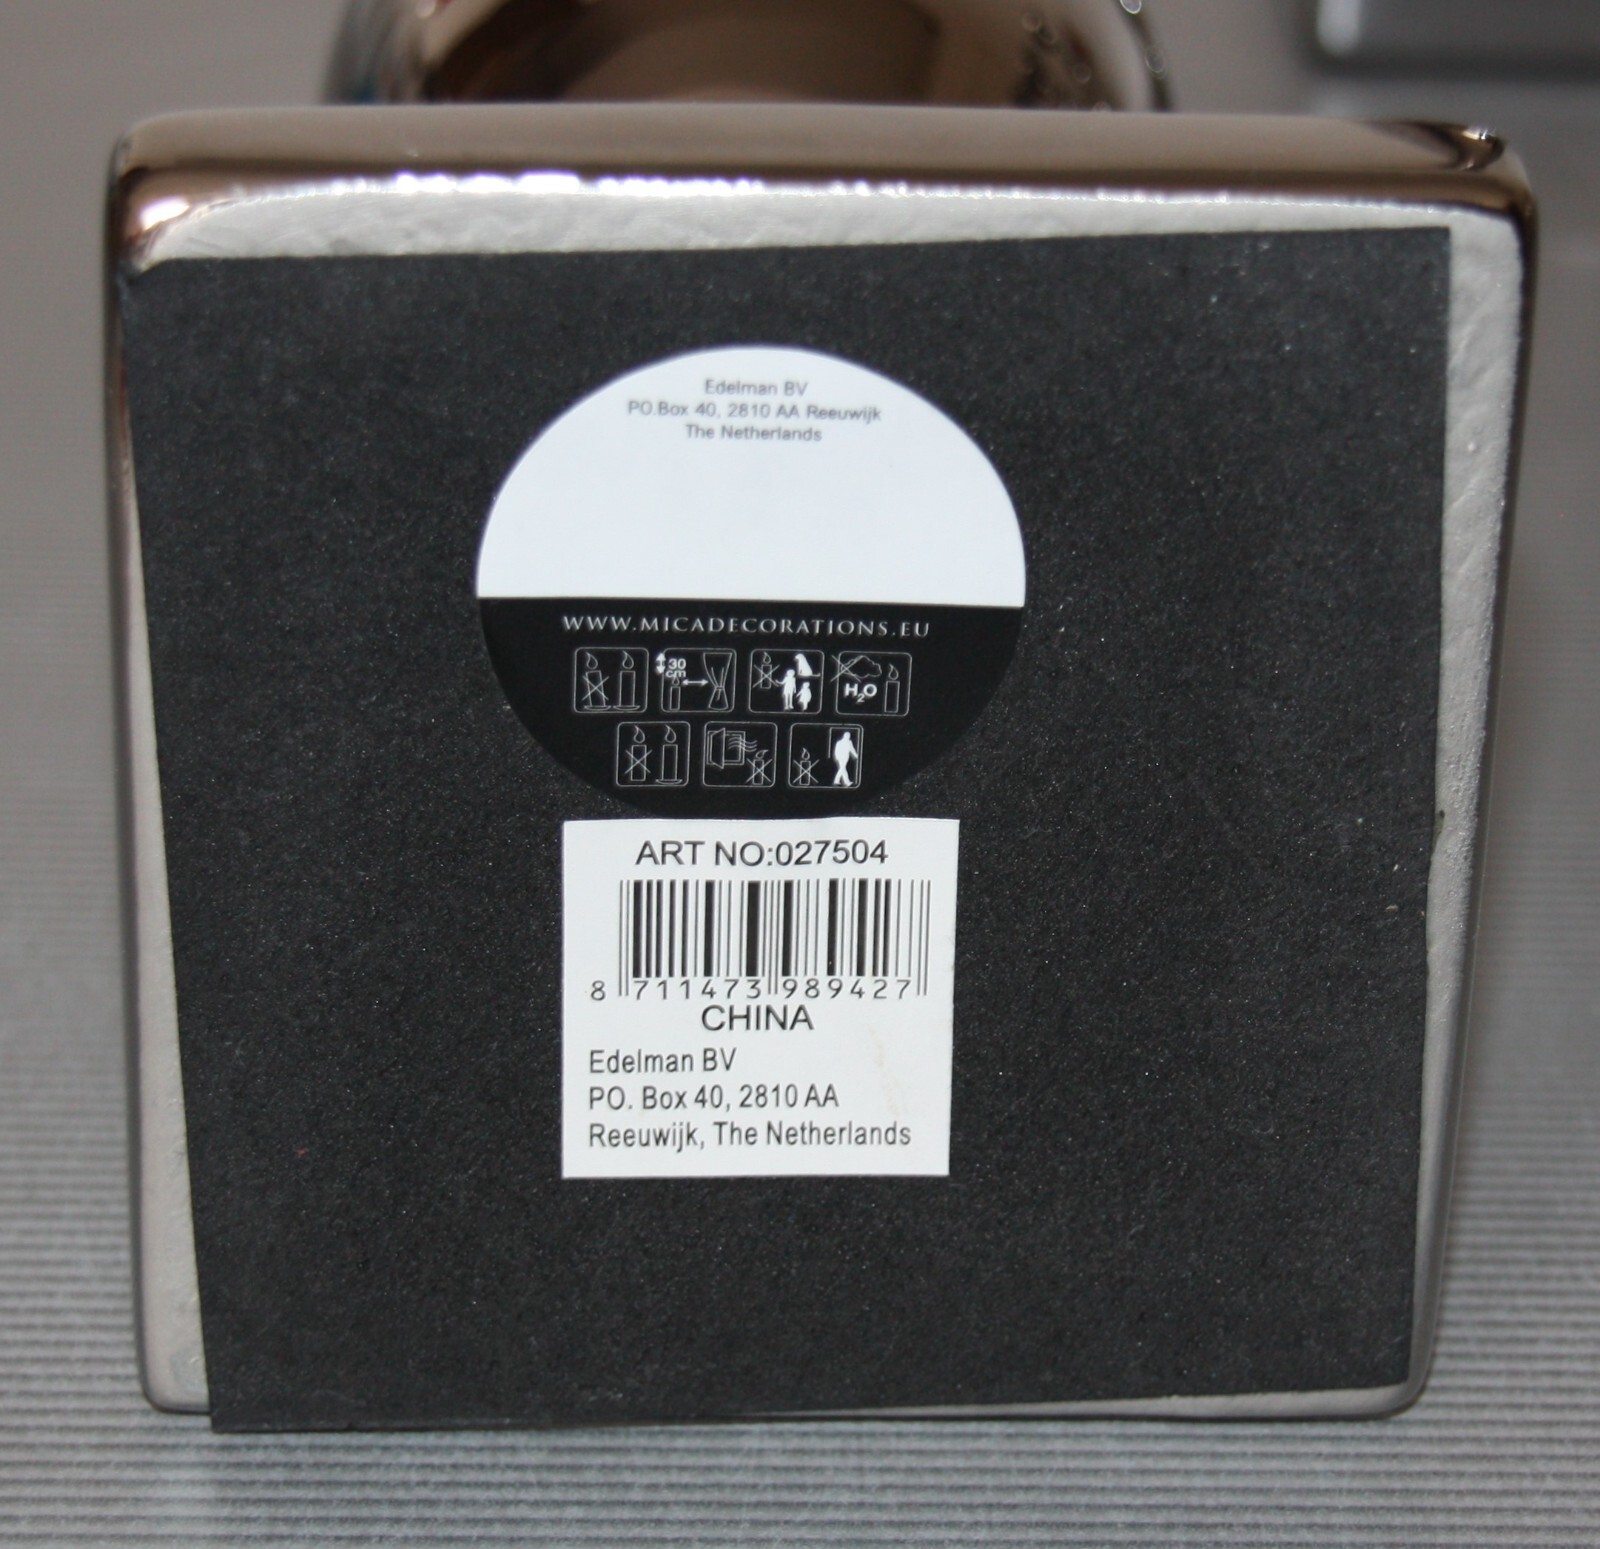 Edelman BV
PO.Box 40, 2810 AA Reeuwijk
The Netherlands
WWW.MICADECORATIONS.EU
30
cm
H₂O
ART NO:027504
8 711473 989427
CHINA
Edelman BV
PO. Box 40, 2810 AA
Reeuwijk, The Netherlands